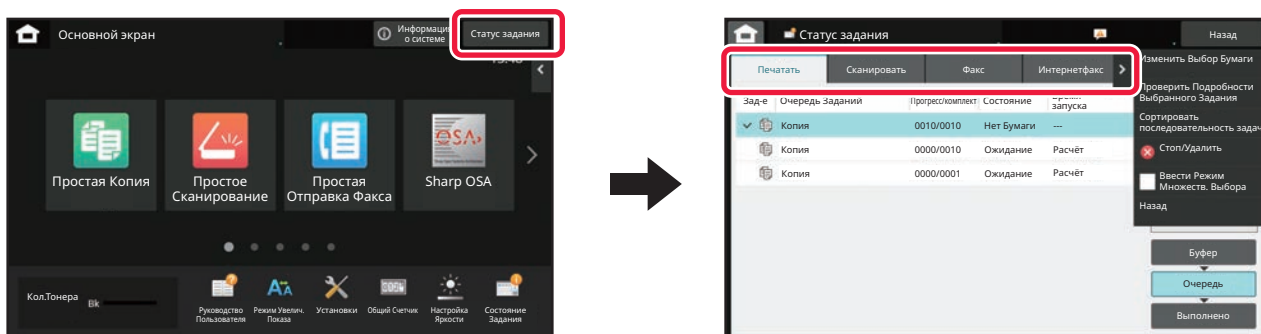 Основной экран
Информация
о системе
Статус задания
Простая Копия
Простое
Сканирование
Простая
Отправка Факса
OSA
Sharp OSA
Кол.Тонера
Bk
Руководство
Пользователя
Режим Увелич.
Показа
Установки
Общий Счетчик
Настройка
Яркости
Состояние
Задания
Статус задания
Назад
Печатать
Сканировать
Факс
Интернетфакс
Изменить Выбор Бумаги
Проверить Подробности
Выбранного Задания
Сортировать
последовательность задач
Стоп/Удалить
Ввести Режим
Множеств. Выбора
Назад
Зад-е
Очередь Заданий
Прогресс/комплект
Состояние
запуска
Копия
0010/0010
Нет Бумаги
---
Копия
0000/0010
Ожидание
Расчёт
Копия
0000/0001
Ожидание
Расчёт
Буфер
Очередь
Выполнено